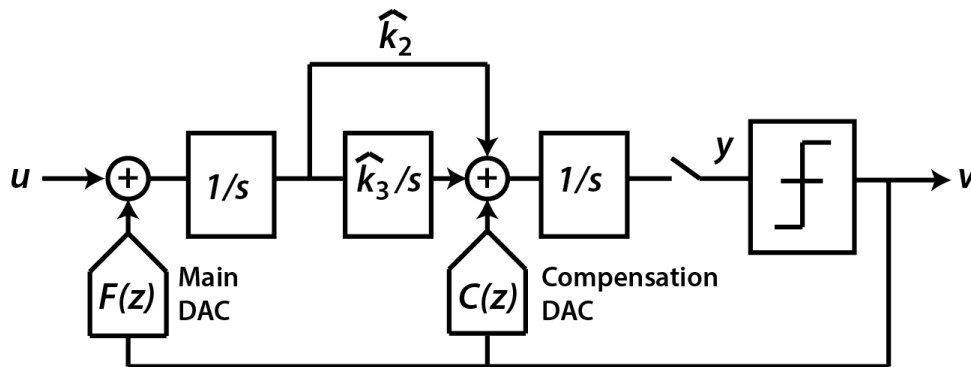 k̂₂
u
+
1/s
k̂₃/s
+
1/s
y
v
F(z)
Main
DAC
C(z)
Compensation
DAC